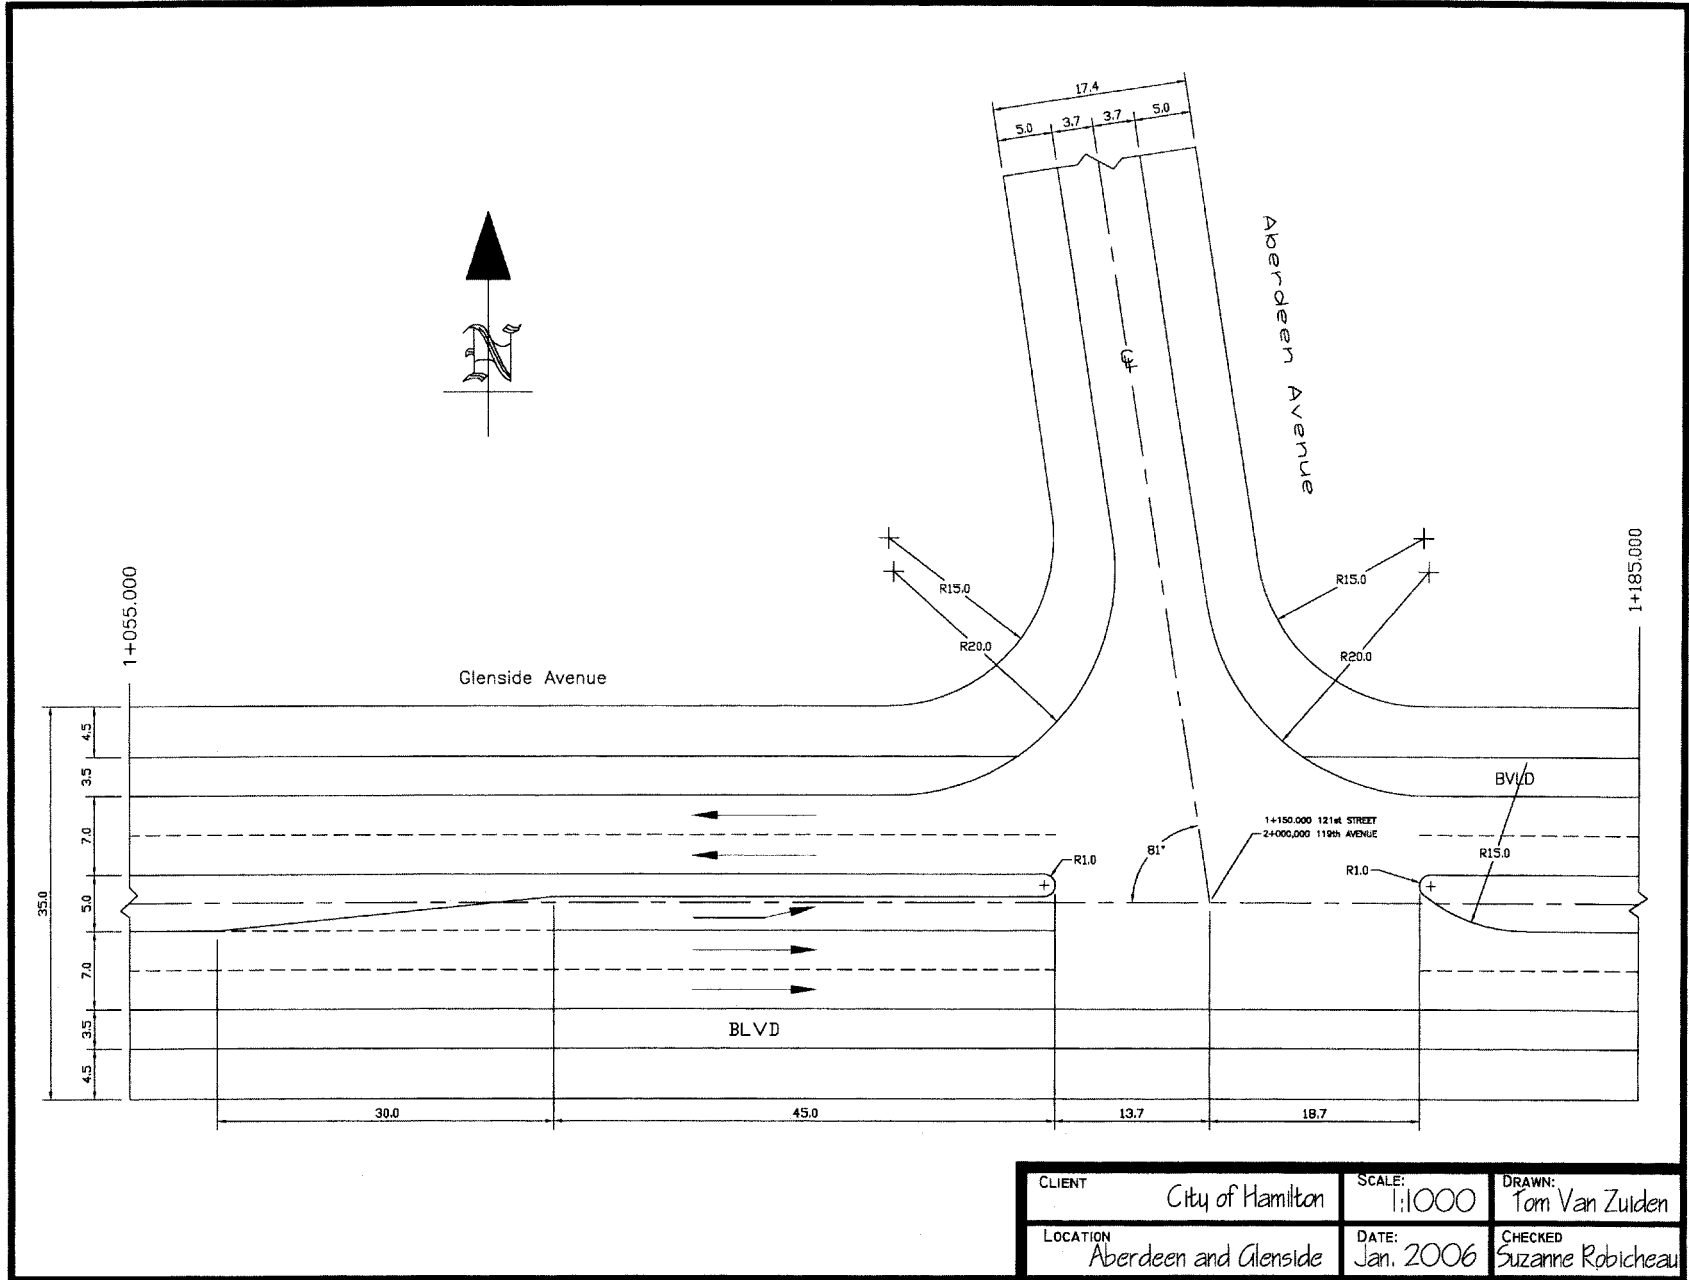 17.4
5.0 3.7 3.7 5.0
N
Aberdeen Avenue
℄
R15.0
R20.0
R15.0
R20.0
1+055.000
1+185.000
Glenside Avenue
4.5
3.5
7.0
5.0
7.0
3.5
4.5
35.0
BVLD
R15.0
1+150.000 121st STREET
2+000,000 119th AVENUE
81°
R1.0
R1.0
BLVD
30.0 45.0 13.7 18.7
CLIENT
City of Hamilton
SCALE:
1:1000
DRAWN:
Tom Van Zuiden
LOCATION
Aberdeen and Glenside
DATE:
Jan. 2006
CHECKED
Suzanne Robicheau